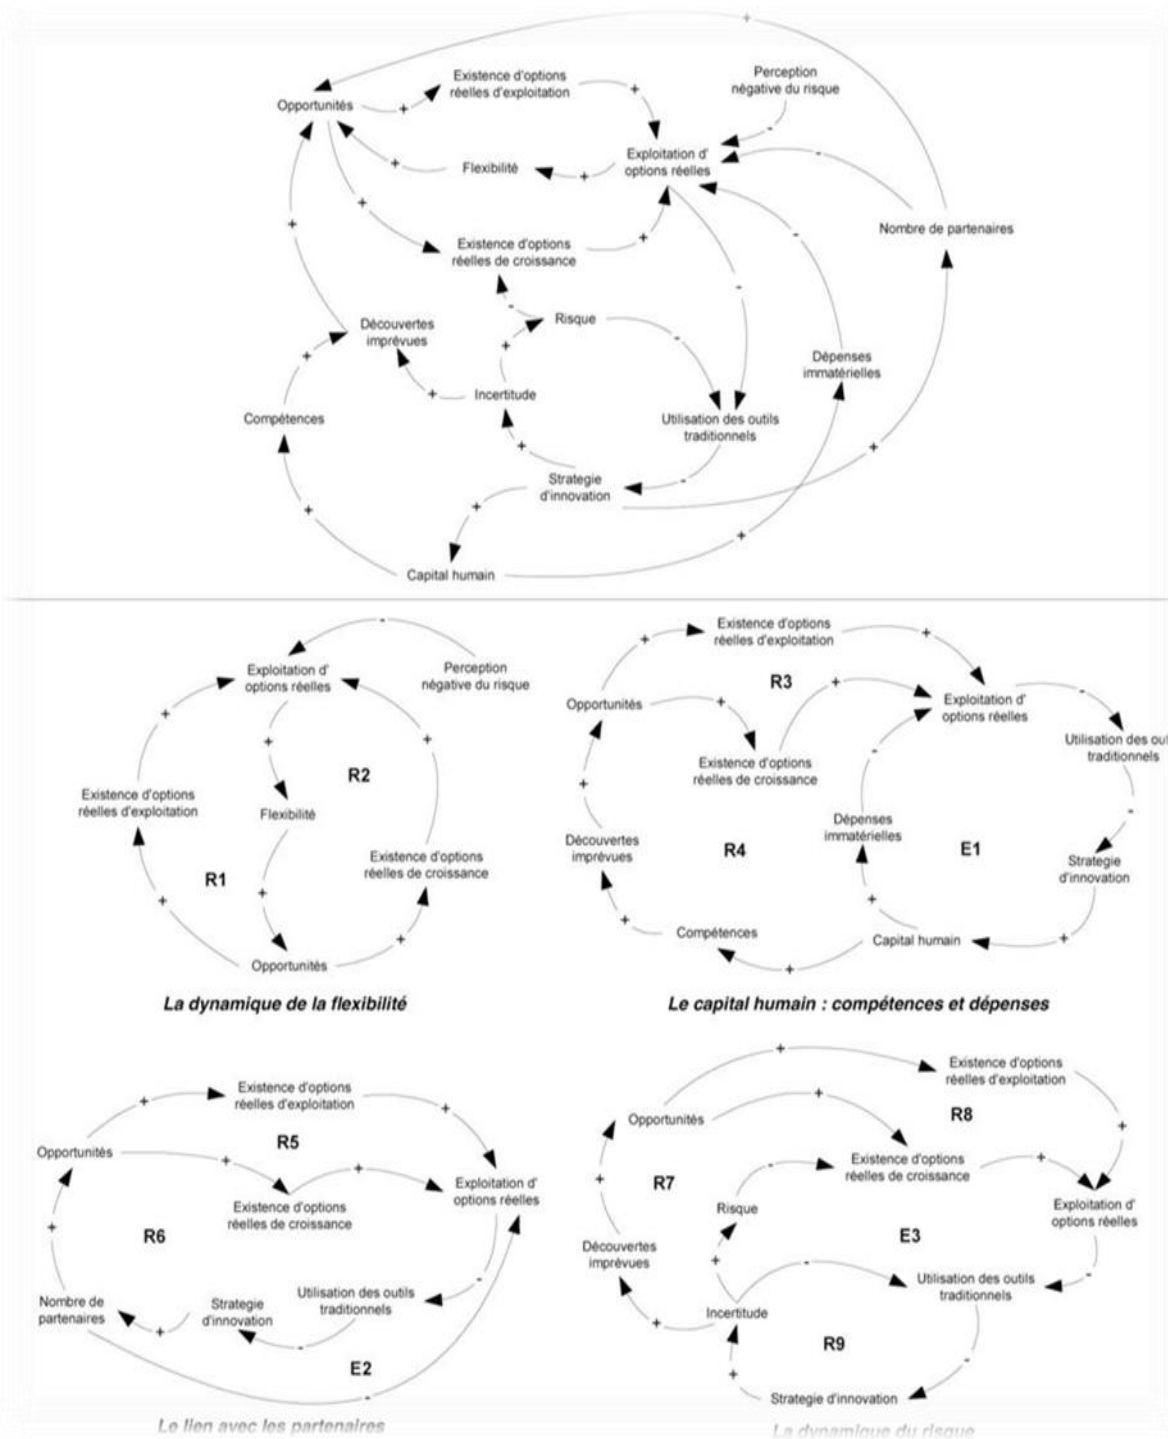 +
Existence d'options
réelles d'exploitation
Perception
négative du risque
+
Opportunités
+
-
Exploitation d'
options réelles
-
+
Flexibilité
+
+
+
-
Nombre de partenaires
Existence d'options
réelles de croissance
+
-
-
Risque
-
Découvertes
imprévues
+
+
Dépenses
immatérielles
+
Incertitude
Compétences
Utilisation des outils
traditionnels
+
+
Strategie
d'innovation
-
+
+
+
Capital humain
-
Exploitation d'
options réelles
Perception
négative du risque
+
+
+
R2
Existence d'options
réelles d'exploitation
Flexibilité
Existence d'options
réelles de croissance
R1
+
+
+
Opportunités
La dynamique de la flexibilité
Existence d'options
réelles d'exploitation
+
+
R3
+
-
Opportunités
+
Exploitation d'
options réelles
Utilisation des out
traditionnels
-
Existence d'options
réelles de croissance
+
-
Découvertes
imprévues
R4
Dépenses
immatérielles
E1
Strategie
d'innovation
+
+
Compétences
Capital humain
+
+
Le capital humain : compétences et dépenses
Existence d'options
réelles d'exploitation
+
+
R5
Opportunités
+
+
Exploitation d'
options réelles
Existence d'options
réelles de croissance
+
R6
-
Utilisation des outils
traditionnels
Nombre de
partenaires
Strategie
d'innovation
+
-
E2
-
Le lien avec les partenaires
+
Existence d'options
réelles d'exploitation
+
Opportunités
R8
+
Existence d'options
réelles de croissance
+
-
R7
+
Risque
Exploitation d'
options réelles
E3
Découvertes
imprévues
+
-
-
Utilisation des outils
traditionnels
Incertitude
+
R9
-
+
Strategie d'innovation
La dynamique du risque